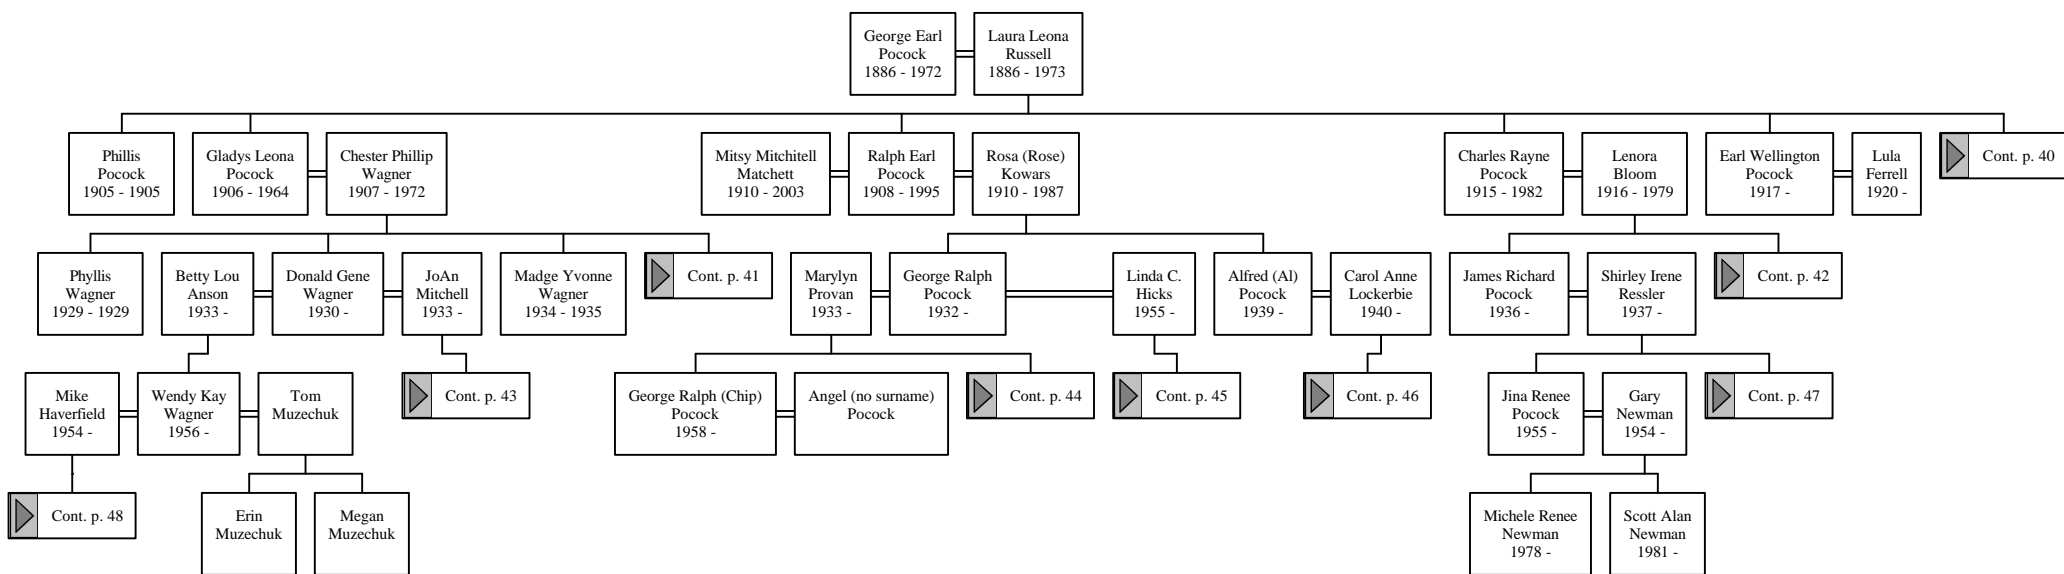 George Earl
Pocock
1886 - 1972
Laura Leona
Russell
1886 - 1973
Phillis
Pocock
1905 - 1905
Gladys Leona
Pocock
1906 - 1964
Chester Phillip
Wagner
1907 - 1972
Mitsy Mitchitell
Matchett
1910 - 2003
Ralph Earl
Pocock
1908 - 1995
Rosa (Rose)
Kowars
1910 - 1987
Charles Rayne
Pocock
1915 - 1982
Lenora
Bloom
1916 - 1979
Earl Wellington
Pocock
1917 -
Lula
Ferrell
1920 -
Cont. p. 40
Phyllis
Wagner
1929 - 1929
Betty Lou
Anson
1933 -
Donald Gene
Wagner
1930 -
JoAn
Mitchell
1933 -
Madge Yvonne
Wagner
1934 - 1935
Cont. p. 41
Marylyn
Provan
1933 -
George Ralph
Pocock
1932 -
Linda C.
Hicks
1955 -
Alfred (Al)
Pocock
1939 -
Carol Anne
Lockerbie
1940 -
James Richard
Pocock
1936 -
Shirley Irene
Ressler
1937 -
Cont. p. 42
Mike
Haverfield
1954 -
Wendy Kay
Wagner
1956 -
Tom
Muzechuk
Cont. p. 43
George Ralph (Chip)
Pocock
1958 -
Angel (no surname)
Pocock
Cont. p. 44
Cont. p. 45
Cont. p. 46
Jina Renee
Pocock
1955 -
Gary
Newman
1954 -
Cont. p. 47
Cont. p. 48
Erin
Muzechuk
Megan
Muzechuk
Michele Renee
Newman
1978 -
Scott Alan
Newman
1981 -